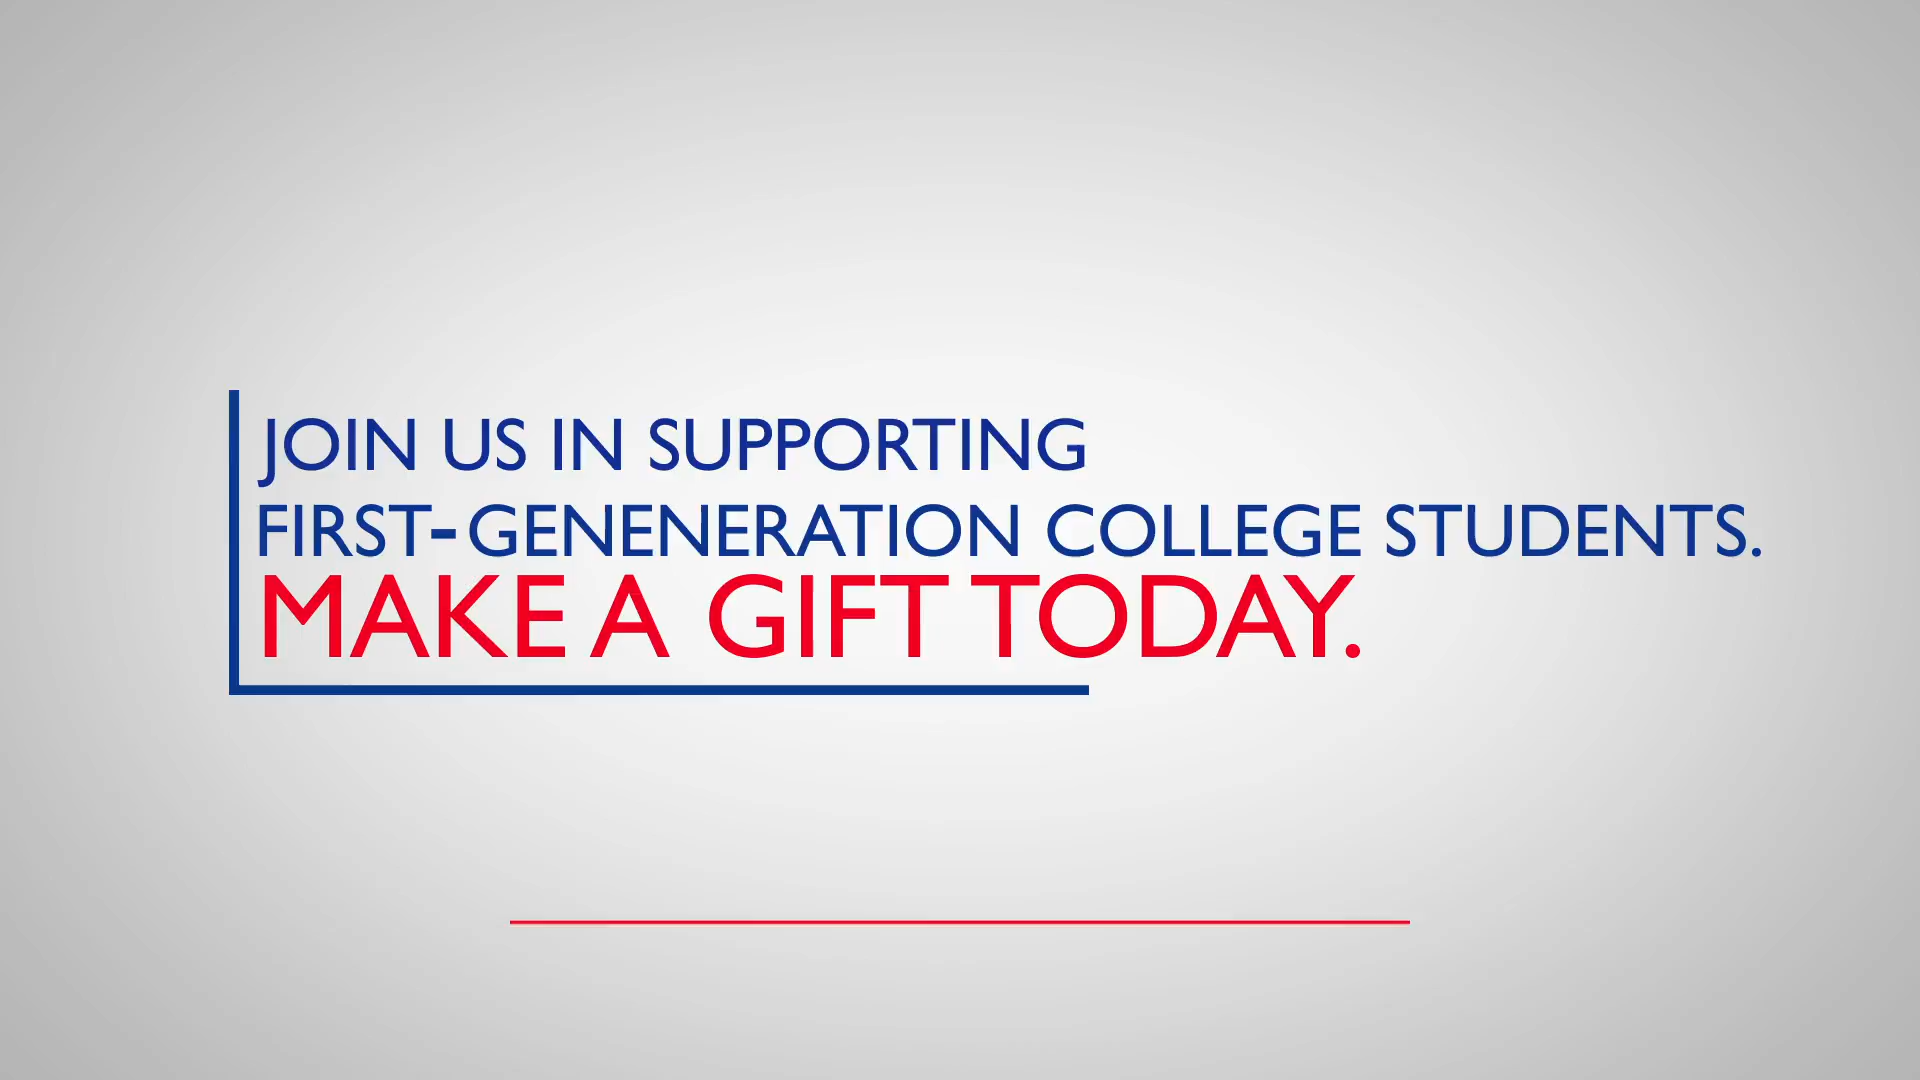 JOIN US IN SUPPORTING
FIRST-GENENERATION COLLEGE STUDENTS.
MAKE A GIFT TODAY.